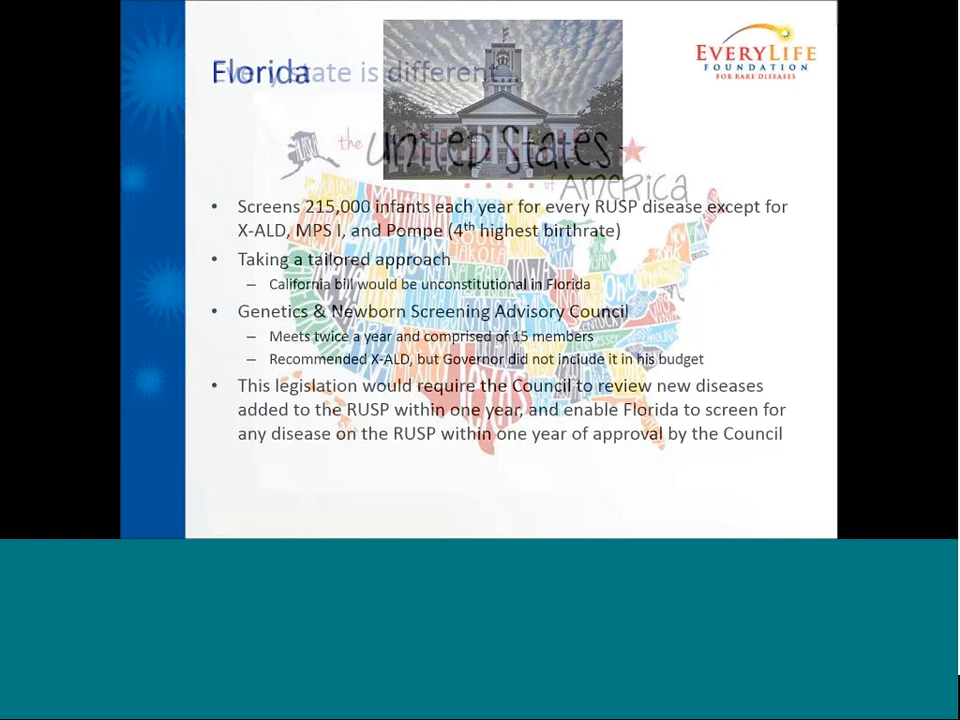 EVERYLIFE
FOUNDATION
FOR RARE DISEASES
Florida
Every state is different...
the United States
of America
• Screens 215,000 infants each year for every RUSP disease except for
X-ALD, MPS I, and Pompe (4th highest birthrate)
• Taking a tailored approach
– California bill would be unconstitutional in Florida
• Genetics & Newborn Screening Advisory Council
– Meets twice a year and comprised of 15 members
– Recommended X-ALD, but Governor did not include it in his budget
• This legislation would require the Council to review new diseases
added to the RUSP within one year, and enable Florida to screen for
any disease on the RUSP within one year of approval by the Council
TEXAS